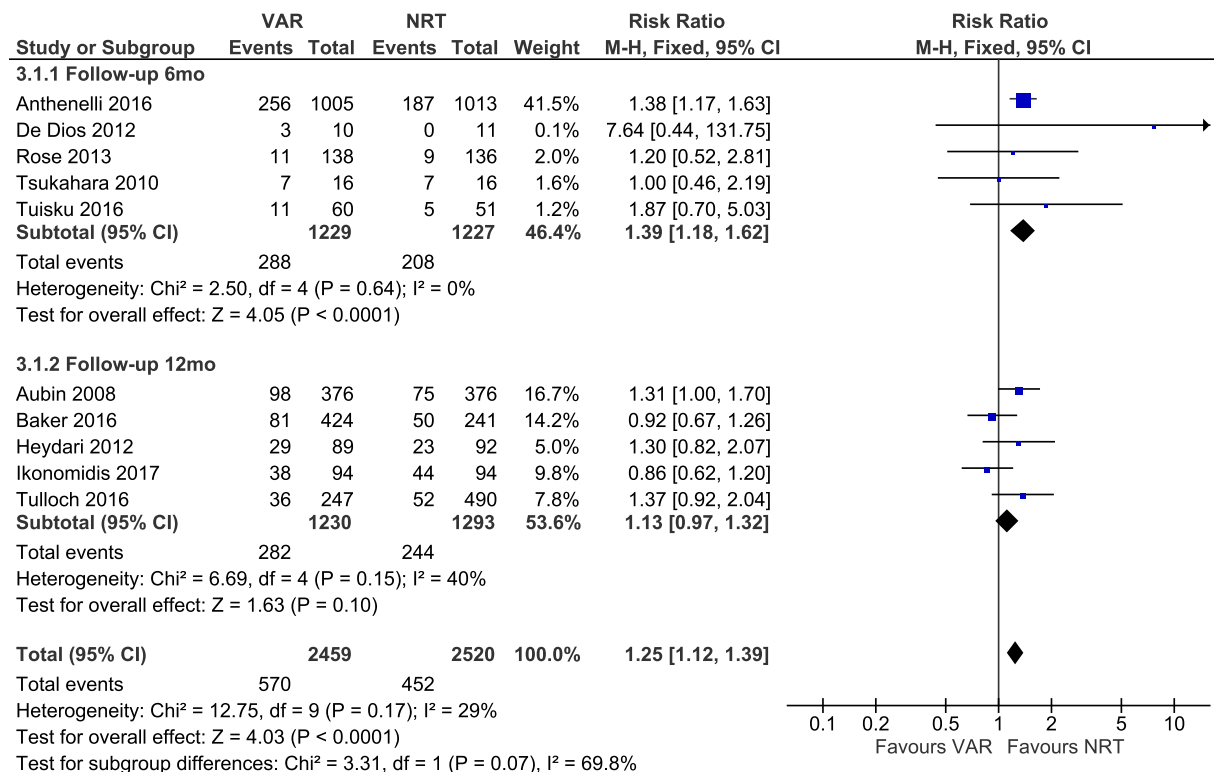 VAR NRT Risk Ratio Risk Ratio
Study or Subgroup Events Total Events Total Weight M-H, Fixed, 95% CI M-H, Fixed, 95% CI
3.1.1 Follow-up 6mo
Anthenelli 2016 256 1005 187 1013 41.5% 1.38 [1.17, 1.63]
De Dios 2012 3 10 0 11 0.1% 7.64 [0.44, 131.75]
Rose 2013 11 138 9 136 2.0% 1.20 [0.52, 2.81]
Tsukahara 2010 7 16 7 16 1.6% 1.00 [0.46, 2.19]
Tuisku 2016 11 60 5 51 1.2% 1.87 [0.70, 5.03]
Subtotal (95% CI) 1229 1227 46.4% 1.39 [1.18, 1.62]
Total events 288 208
Heterogeneity: Chi² = 2.50, df = 4 (P = 0.64); I² = 0%
Test for overall effect: Z = 4.05 (P < 0.0001)
3.1.2 Follow-up 12mo
Aubin 2008 98 376 75 376 16.7% 1.31 [1.00, 1.70]
Baker 2016 81 424 50 241 14.2% 0.92 [0.67, 1.26]
Heydari 2012 29 89 23 92 5.0% 1.30 [0.82, 2.07]
Ikonomidis 2017 38 94 44 94 9.8% 0.86 [0.62, 1.20]
Tulloch 2016 36 247 52 490 7.8% 1.37 [0.92, 2.04]
Subtotal (95% CI) 1230 1293 53.6% 1.13 [0.97, 1.32]
Total events 282 244
Heterogeneity: Chi² = 6.69, df = 4 (P = 0.15); I² = 40%
Test for overall effect: Z = 1.63 (P = 0.10)
Total (95% CI) 2459 2520 100.0% 1.25 [1.12, 1.39]
Total events 570 452
Heterogeneity: Chi² = 12.75, df = 9 (P = 0.17); I² = 29%
Test for overall effect: Z = 4.03 (P < 0.0001)
Test for subgroup differences: Chi² = 3.31, df = 1 (P = 0.07), I² = 69.8%
0.1 0.2 0.5 1 2 5 10
Favours VAR Favours NRT